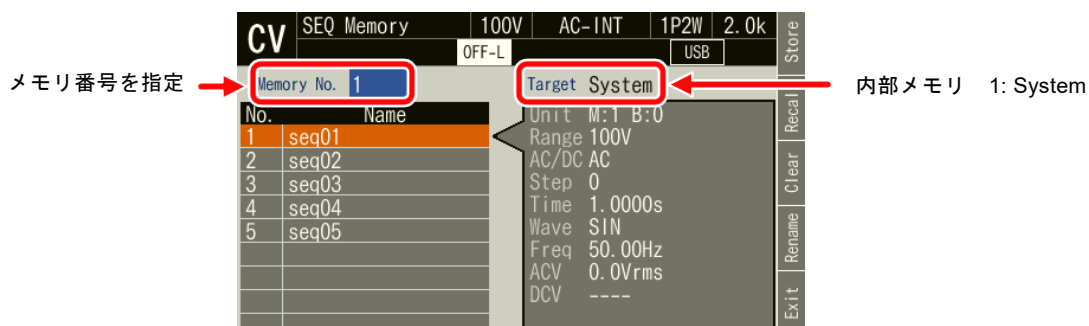 CV SEQ Memory 100V AC-INT 1P2W 2.0k
OFF-L USB
メモリ番号を指定
Memory No. 1
Target System
内部メモリ 1: System
No. Name
1 seq01
2 seq02
3 seq03
4 seq04
5 seq05
Unit M:1 B:0
Range 100V
AC/DC AC
Step 0
Time 1.0000s
Wave SIN
Freq 50.00Hz
ACV 0.0Vrms
DCV ----
Store
Recal
Clear
Rename
Exit